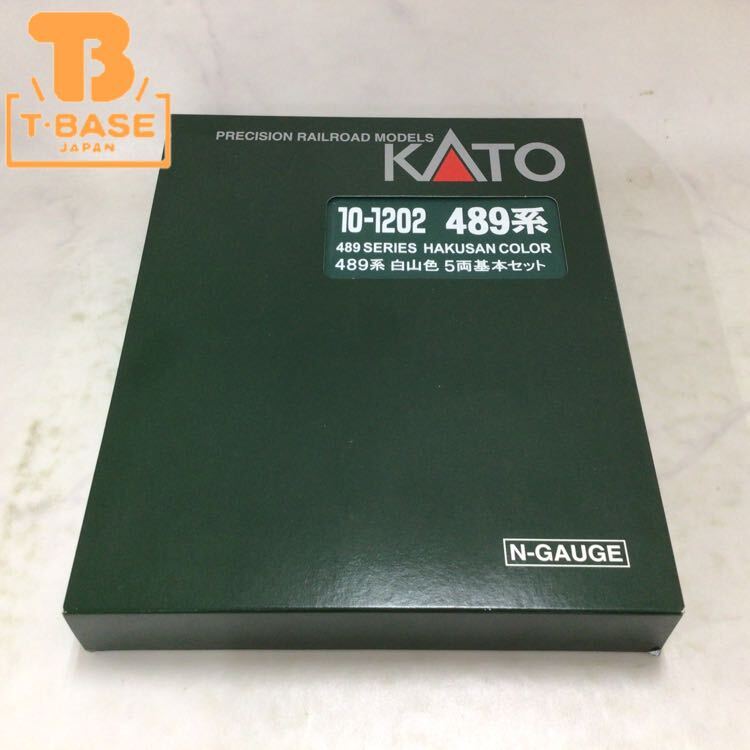 TB
T-BASE
JAPAN
PRECISION RAILROAD MODELS
KATO
10-1202 489系
489 SERIES HAKUSAN COLOR
489系 白山色 5両基本セット
N-GAUGE